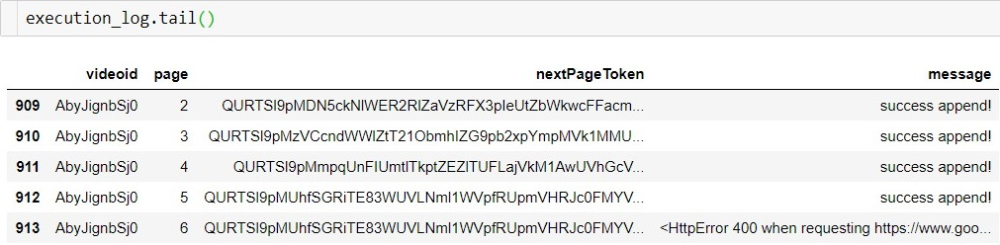 execution_log.tail()
videoid page nextPageToken message
909 AbyJignbSj0 2 QURTSl9pMDN5ckNlWER2RlZaVzRFX3pleUtZbWkwcFFacm... success append!
910 AbyJignbSj0 3 QURTSl9pMzVCcndWWlZtT21ObmhlZG9pb2xpYmpMVk1MMU... success append!
911 AbyJignbSj0 4 QURTSl9pMmpqUnFlUmtlTkptZEZlTUFLajVkM1AwUVhGcV... success append!
912 AbyJignbSj0 5 QURTSl9pMUhfSGRiTE83WUVLNml1WVpfRUpmVHRJc0FMYV... success append!
913 AbyJignbSj0 6 QURTSl9pMUhfSGRiTE83WUVLNml1WVpfRUpmVHRJc0FMYV... <HttpError 400 when requesting https://www.goo...